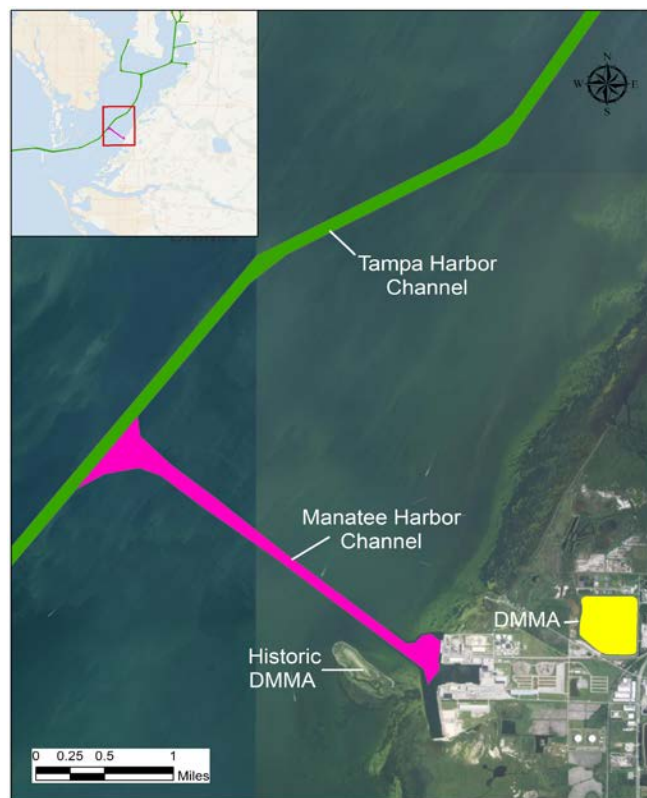 N
W E
S
Tampa Harbor
Channel
Manatee Harbor
Channel
DMMA
Historic
DMMA
0 0.25 0.5 1
Miles